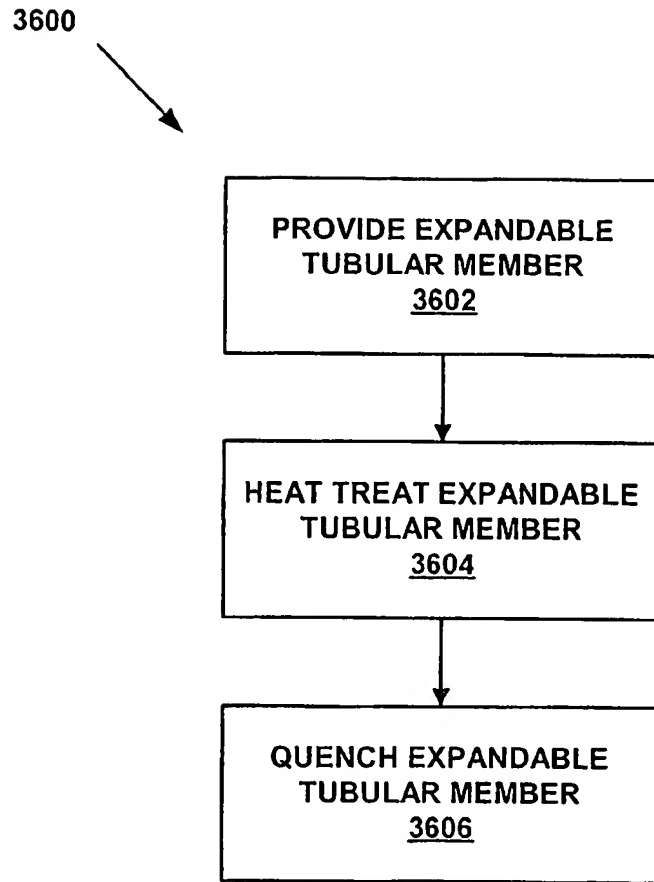 3600
PROVIDE EXPANDABLE
TUBULAR MEMBER
3602
HEAT TREAT EXPANDABLE
TUBULAR MEMBER
3604
QUENCH EXPANDABLE
TUBULAR MEMBER
3606